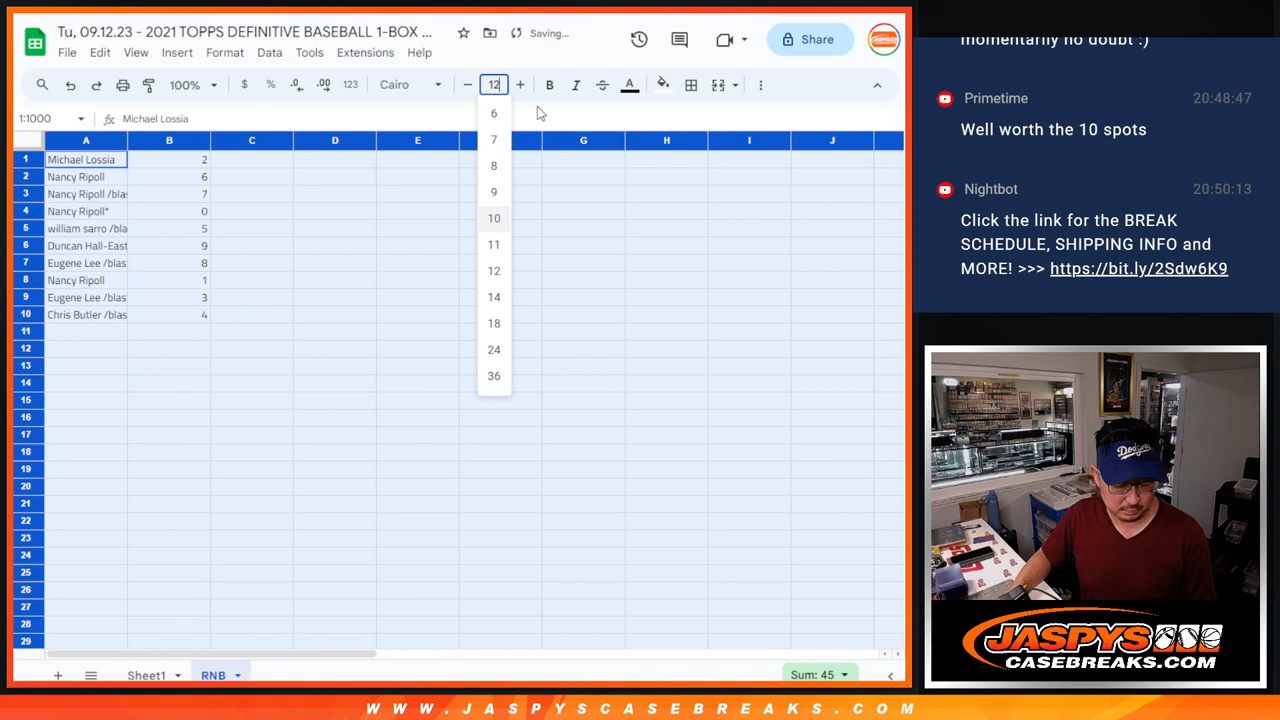 Tu, 09.12.23 - 2021 TOPPS DEFINITIVE BASEBALL 1-BOX ...
Saving...
Share
File Edit View Insert Format Data Tools Extensions Help
100% $ % .0 .00 123 Cairo − 12 + B I S A
1:1000 fx Michael Lossia
A B C D E G H I J
1 Michael Lossia 2
2 Nancy Ripoll 6
3 Nancy Ripoll /blas 7
4 Nancy Ripoll* 0
5 william sarro /bla 5
6 Duncan Hall-East 9
7 Eugene Lee /blas 8
8 Nancy Ripoll 1
9 Eugene Lee /blas 3
10 Chris Butler /blas 4
11
12
13
14
15
16
17
18
19
20
21
22
23
24
25
26
27
28
29
6
7
8
9
10
11
12
14
18
24
36
+ Sheet1 RNB Sum: 45
momentarily no doubt :)
Primetime 20:48:47
Well worth the 10 spots
Nightbot 20:50:13
Click the link for the BREAK
SCHEDULE, SHIPPING INFO and
MORE! >>> https://bit.ly/2Sdw6K9
Dodgers
JASPYS
CASEBREAKS.COM
WWW.JASPYSCASEBREAKS.COM